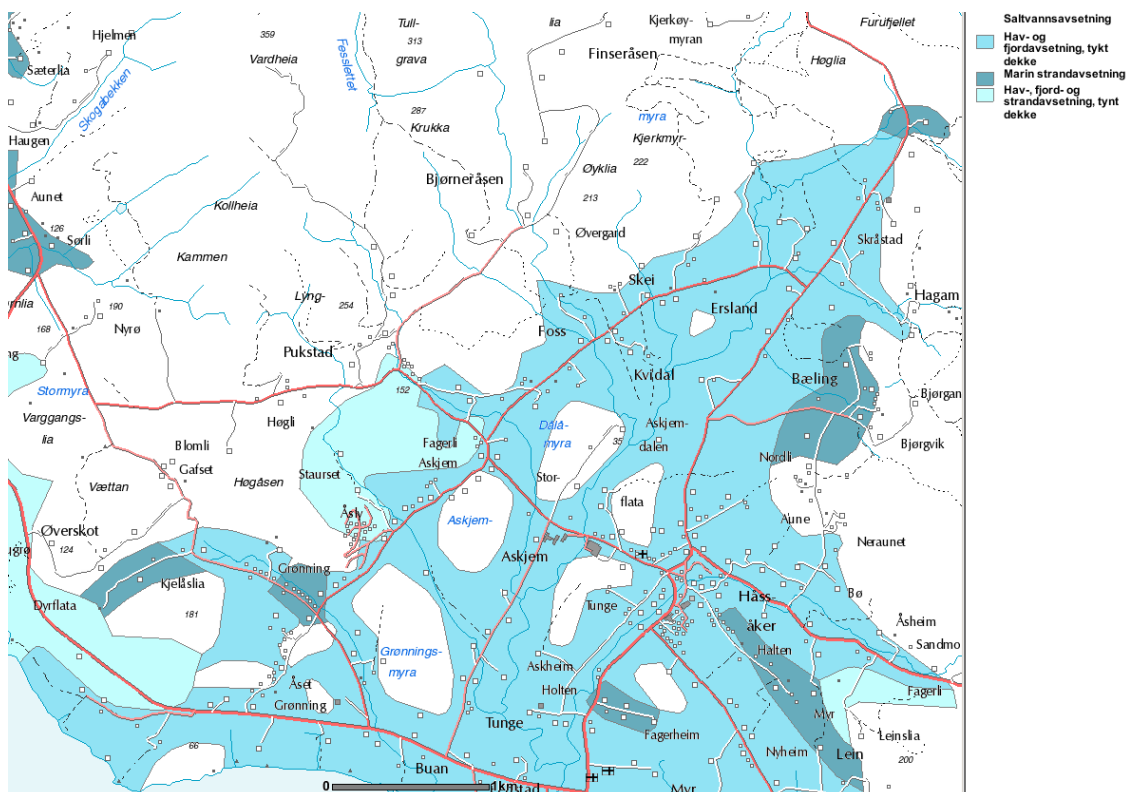 Saltvannsavsetning
Hav- og
fjordavsetning, tykt
dekke
Marin strandavsetning
Hav-, fjord- og
strandavsetning, tynt
dekke
Hjelmen
359
Vardheia
Tull-
grava
313
lia
Kjerkøy-
myran
Furufjellet
Sæterlia
Fesslettet
Finseråsen
Høglia
Skogabekken
287
Krukka
myra
Kjerkmyr-
222
Haugen
Bjørneråsen
Øyklia
213
Aunet
126
Sørli
Kollheia
Øvergard
Skråstad
Kammen
Skei
Lyng-
254
Ersland
Hagam
190
Nyrø
168
Foss
Pukstad
Kvidal
Bæling
Stormyra
152
Bjørgan
Varggangs-
lia
Høgli
Dålå-
myra
35
Askjem-
dalen
Bjørgvik
Blomli
Gafset
Fagerli
Askjem
Nordli
Staurset
Stor-
flata
Vættan
Høgåsen
Åsly
Askjem-
Aune
Øverskot
124
Askjem
Neraunet
Grønning
Kjelåslia
181
Dyrflata
Tunge
Håss-
åker
Bø
Åsheim
Sandmo
Halten
Grønnings-
myra
Askheim
Holten
Åset
Grønning
Fagerli
Myr
Tunge
Fagerheim
Leinslia
200
66
Nyheim
Lein
Buan
0
1km
Myr